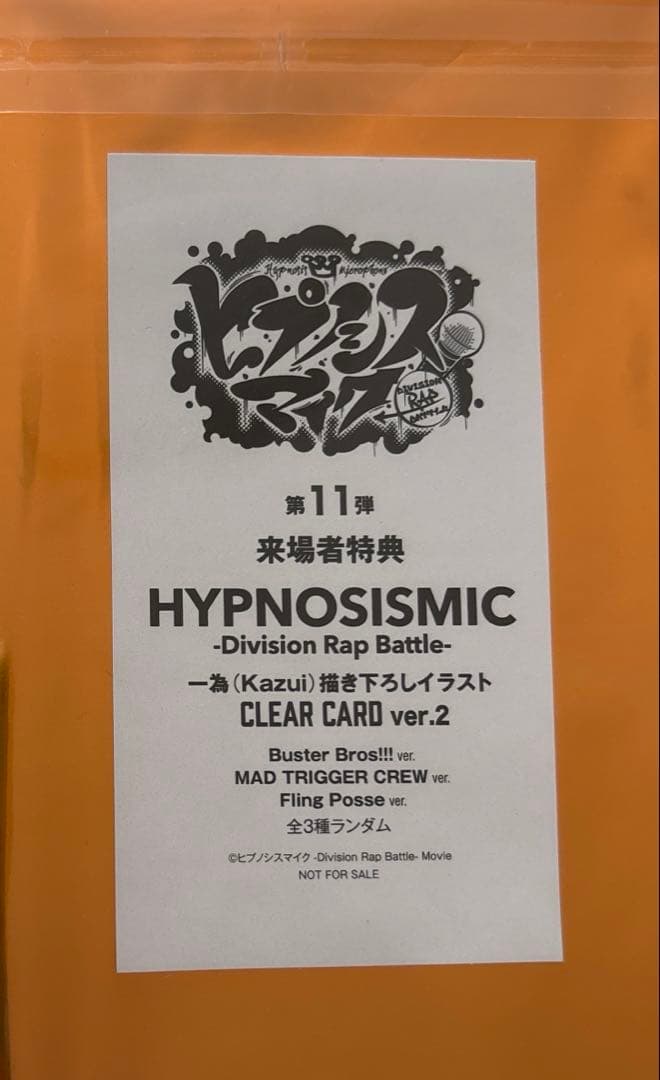 Hypnosis Microphone
ヒプノシス
マイク
DIVISION
RAP
BATTLE
第11弾
来場者特典
HYPNOSISMIC
-Division Rap Battle-
一為(Kazui)描き下ろしイラスト
CLEAR CARD ver.2
Buster Bros!!! ver.
MAD TRIGGER CREW ver.
Fling Posse ver.
全3種ランダム
©ヒプノシスマイク -Division Rap Battle- Movie
NOT FOR SALE